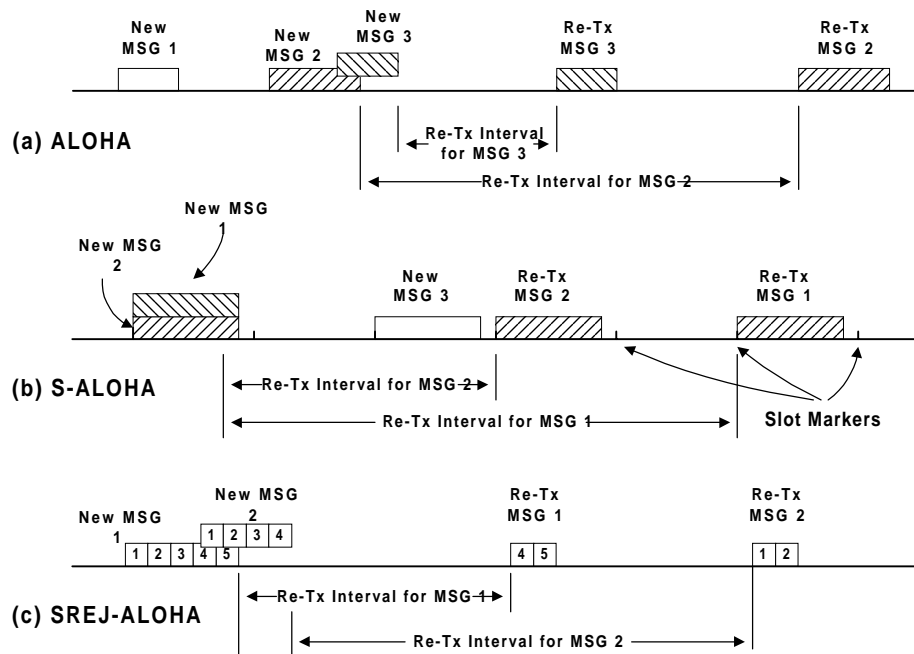 New
MSG 1
New
MSG 2
New
MSG 3
Re-Tx
MSG 3
Re-Tx
MSG 2
Re-Tx Interval
for MSG 3
Re-Tx Interval for MSG 2
(a) ALOHA
New MSG
1
New MSG
2
New
MSG 3
Re-Tx
MSG 2
Re-Tx
MSG 1
Re-Tx Interval for MSG 2
Re-Tx Interval for MSG 1
Slot Markers
(b) S-ALOHA
New MSG
1
New MSG
2
Re-Tx
MSG 1
Re-Tx
MSG 2
1 2 3 4
1 2 3 4 5
4 5
1 2
Re-Tx Interval for MSG 1
Re-Tx Interval for MSG 2
(c) SREJ-ALOHA